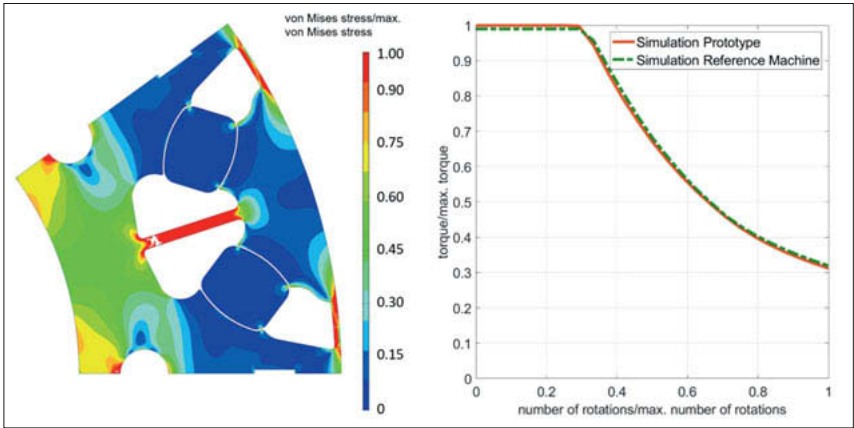 von Mises stress/max.
von Mises stress
1.00
0.90
0.75
0.60
0.45
0.30
0.15
0
Simulation Prototype
Simulation Reference Machine
torque/max. torque
1
0.9
0.8
0.7
0.6
0.5
0.4
0.3
0.2
0.1
0
0 0.2 0.4 0.6 0.8 1
number of rotations/max. number of rotations